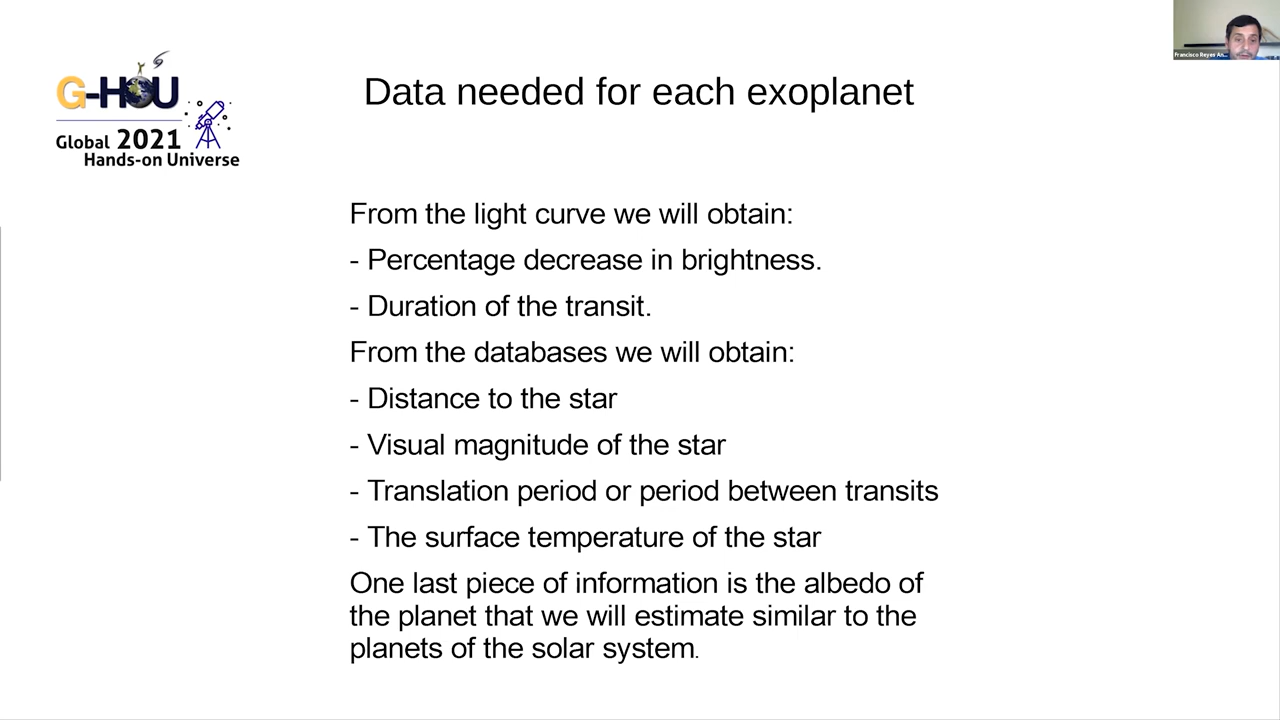 G-HOU
Global 2021
Hands-on Universe
Data needed for each exoplanet
Francisco Reyes An...
From the light curve we will obtain:
- Percentage decrease in brightness.
- Duration of the transit.
From the databases we will obtain:
- Distance to the star
- Visual magnitude of the star
- Translation period or period between transits
- The surface temperature of the star
One last piece of information is the albedo of
the planet that we will estimate similar to the
planets of the solar system.